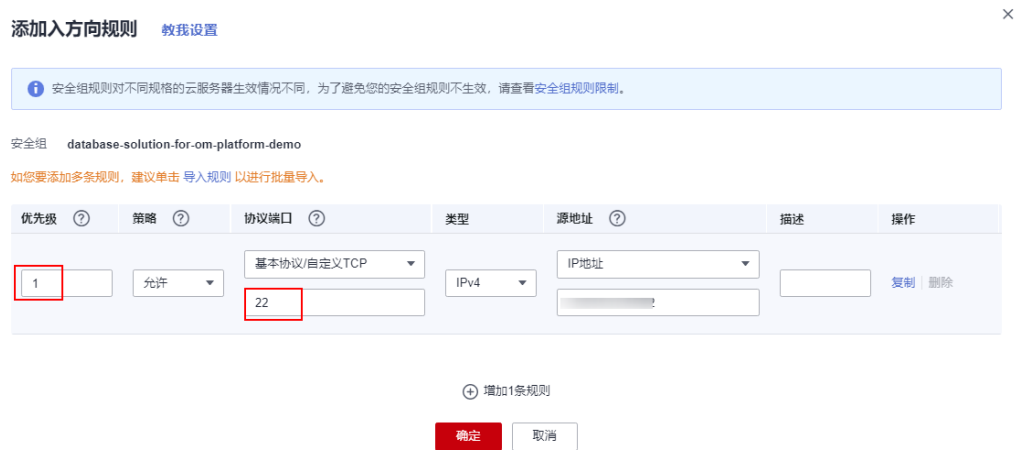 添加入方向规则 教我设置
安全组规则对不同规格的云服务器生效情况不同，为了避免您的安全组规则不生效，请查看安全组规则限制。
安全组 database-solution-for-om-platform-demo
如您要添加多条规则，建议单击 导入规则 以进行批量导入。
优先级 策略 协议端口 类型 源地址 描述 操作
基本协议/自定义TCP IP地址
1 允许 IPv4 复制 删除
22
增加1条规则
确定 取消